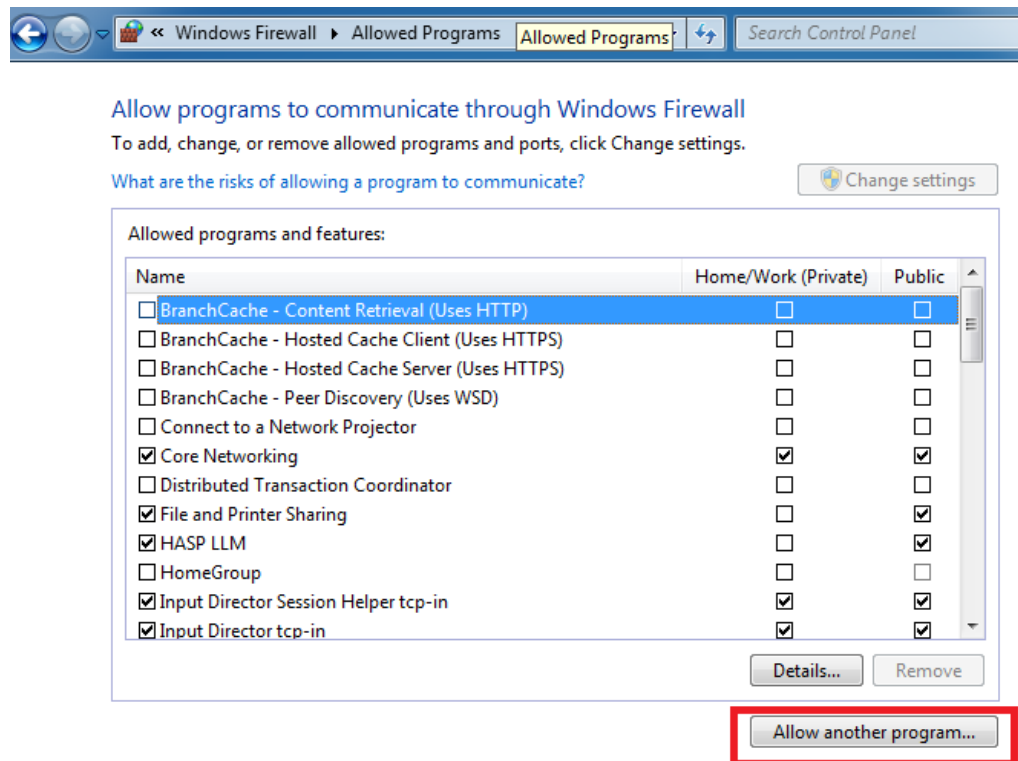 « Windows Firewall ▸ Allowed Programs Allowed Programs Search Control Panel
Allow programs to communicate through Windows Firewall
To add, change, or remove allowed programs and ports, click Change settings.
What are the risks of allowing a program to communicate? Change settings
Allowed programs and features:
Name Home/Work (Private) Public
BranchCache - Content Retrieval (Uses HTTP)
BranchCache - Hosted Cache Client (Uses HTTPS)
BranchCache - Hosted Cache Server (Uses HTTPS)
BranchCache - Peer Discovery (Uses WSD)
Connect to a Network Projector
Core Networking
Distributed Transaction Coordinator
File and Printer Sharing
HASP LLM
HomeGroup
Input Director Session Helper tcp-in
Input Director tcp-in
Details... Remove
Allow another program...